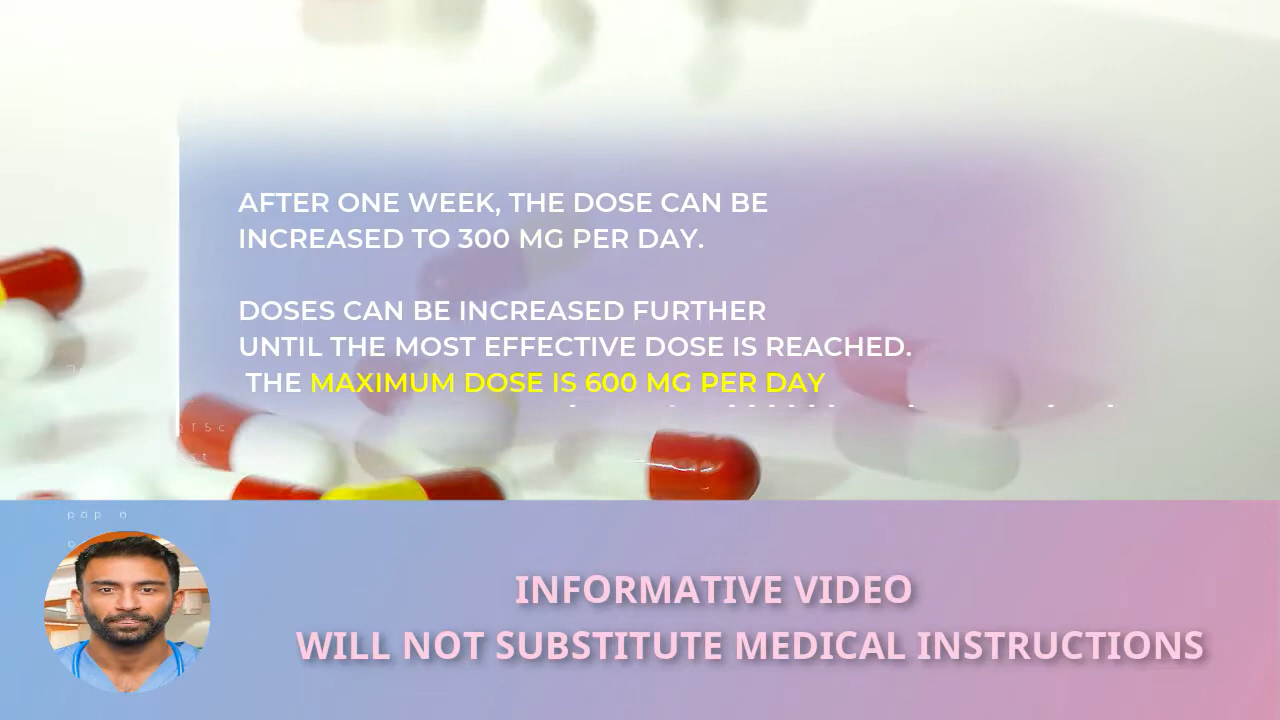 AFTER ONE WEEK, THE DOSE CAN BE
INCREASED TO 300 MG PER DAY.
DOSES CAN BE INCREASED FURTHER
UNTIL THE MOST EFFECTIVE DOSE IS REACHED.
THE MAXIMUM DOSE IS 600 MG PER DAY
INFORMATIVE VIDEO
WILL NOT SUBSTITUTE MEDICAL INSTRUCTIONS